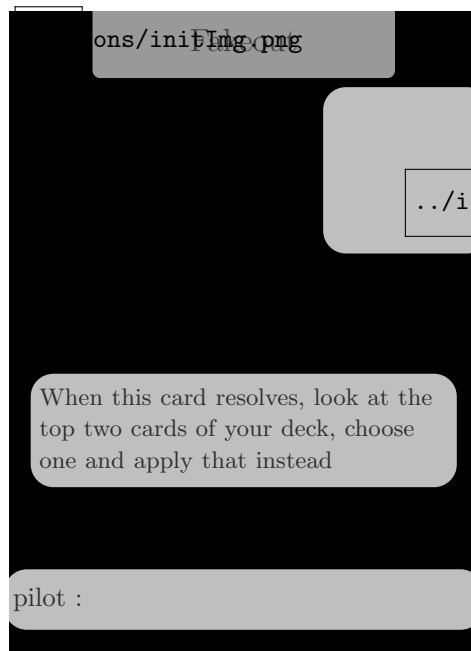 Fakeout
ons/initImg.png
../i
When this card resolves, look at the
top two cards of your deck, choose
one and apply that instead
pilot :